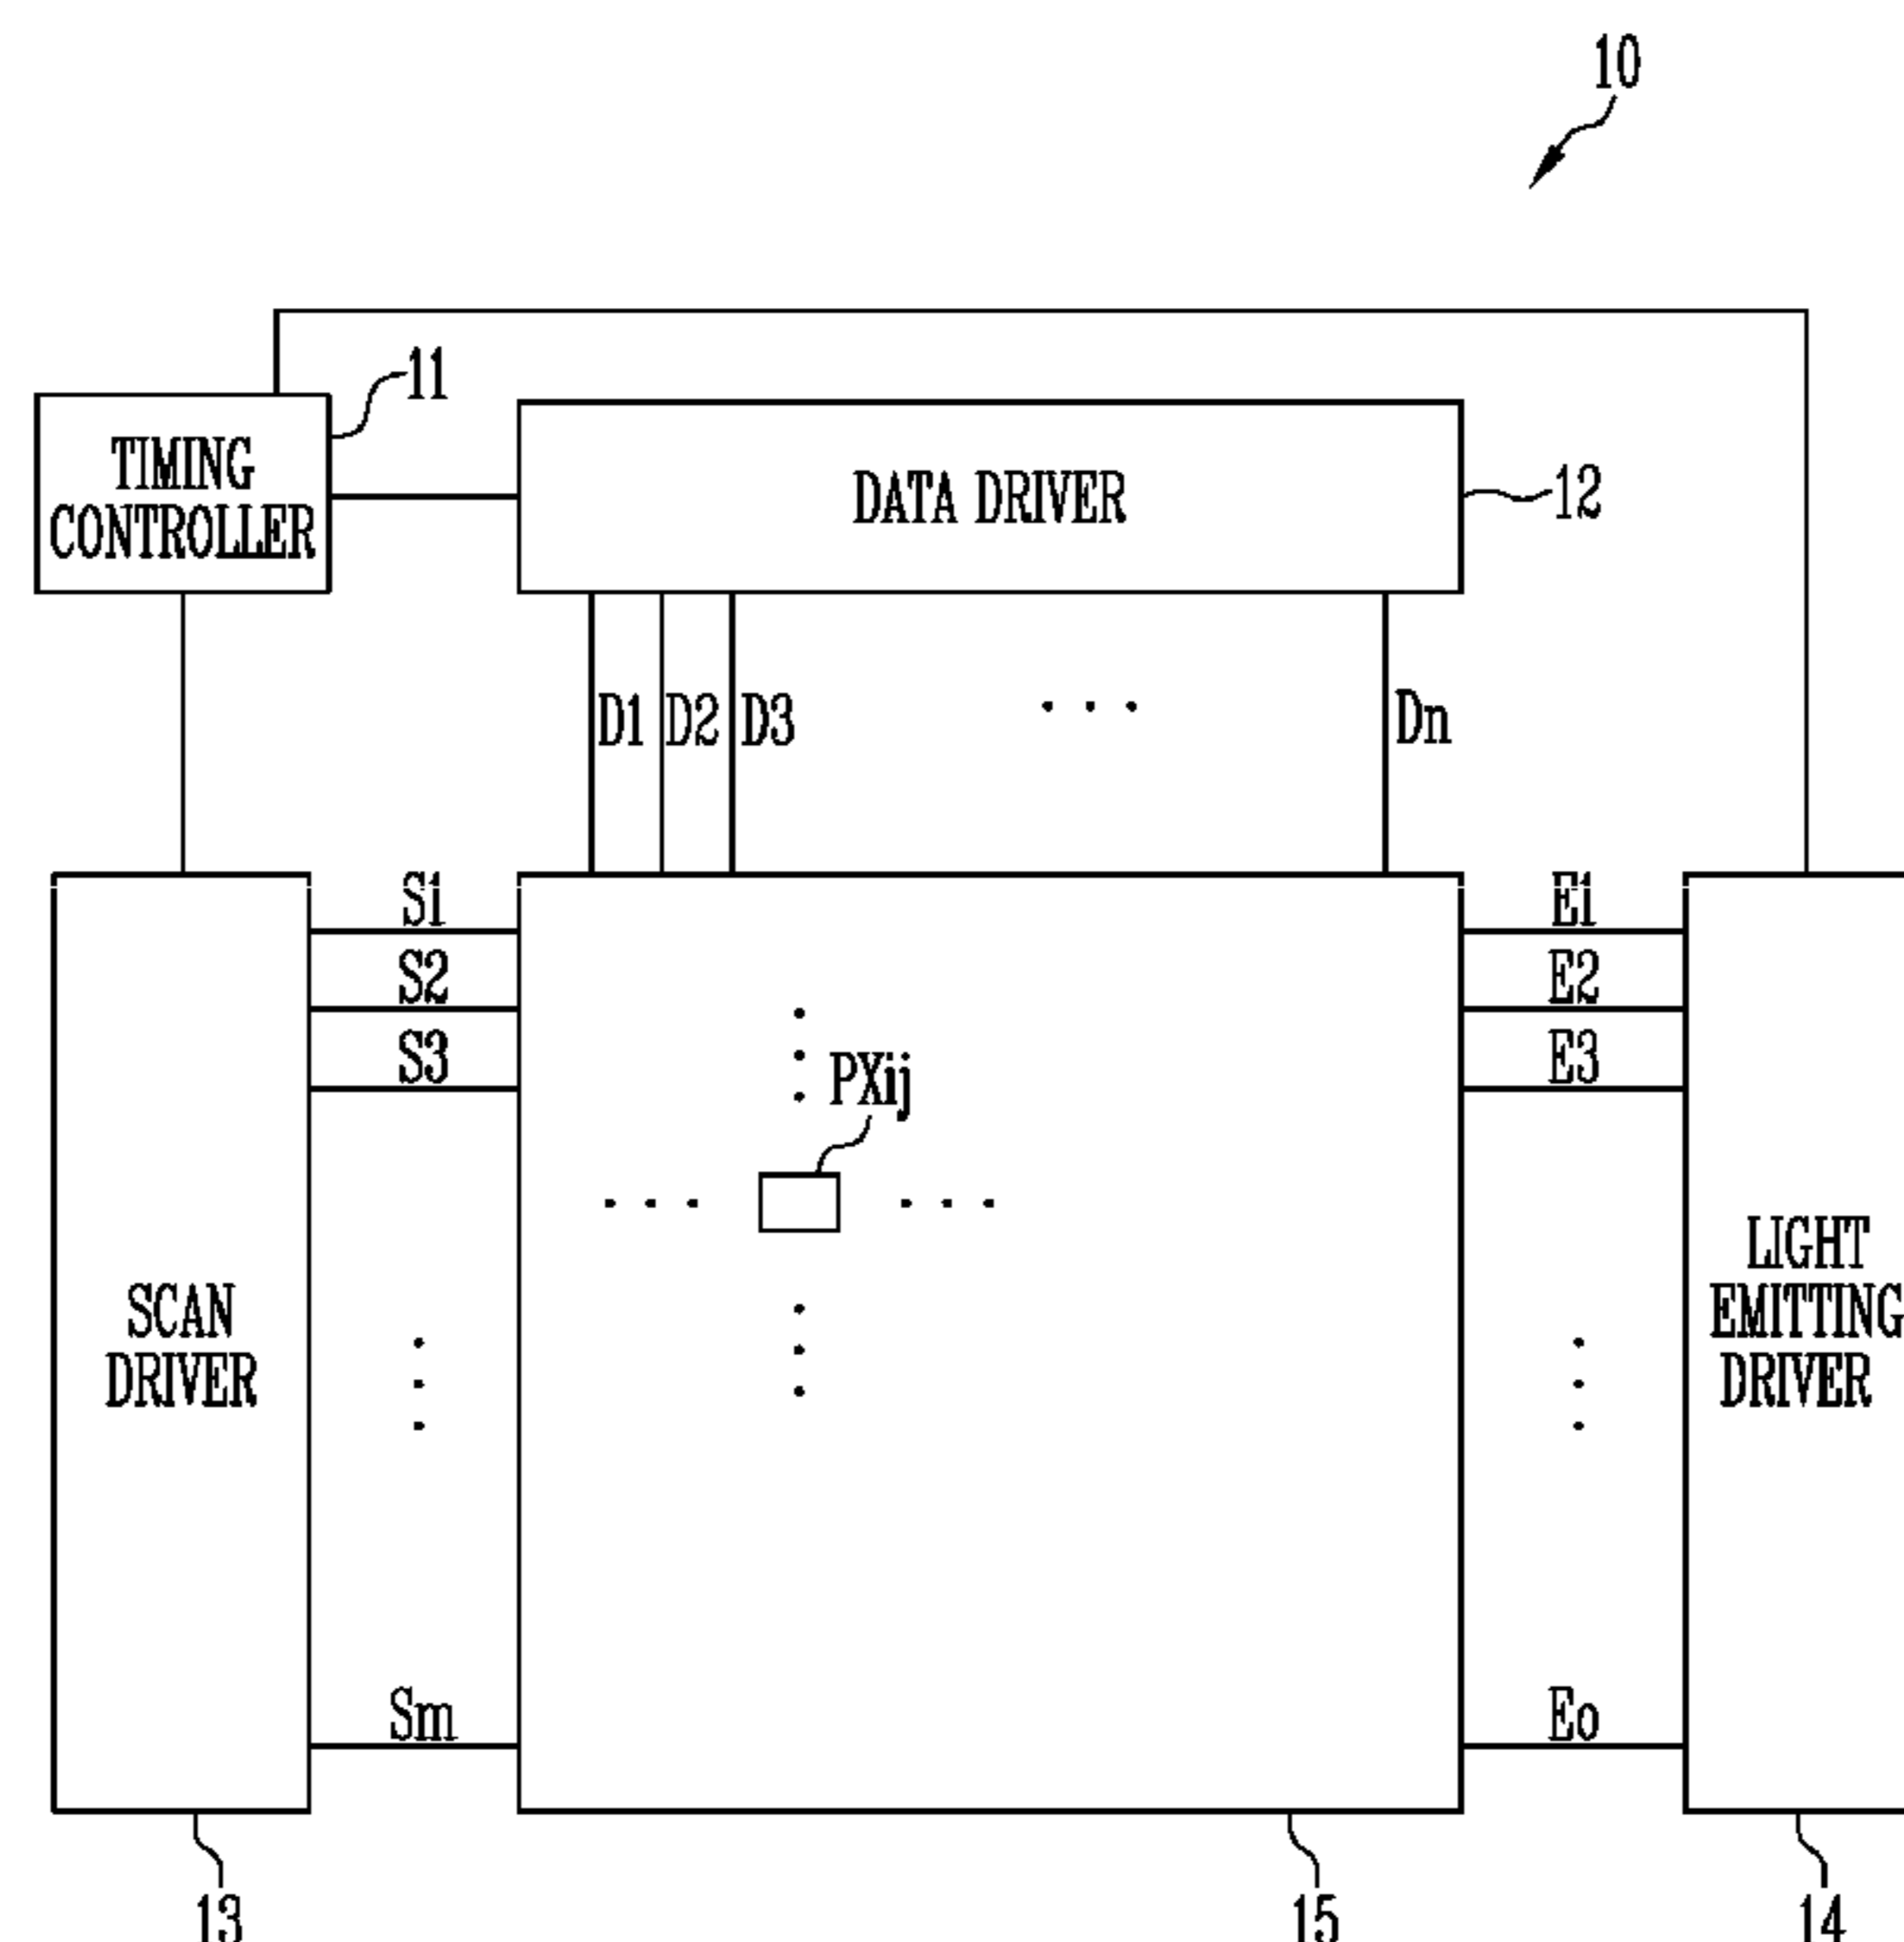 10
11
TIMING
CONTROLLER
DATA DRIVER
12
D1
D2
D3
Dn
S1
S2
S3
Sm
E1
E2
E3
Eo
PXij
SCAN
DRIVER
LIGHT
EMITTING
DRIVER
13
15
14